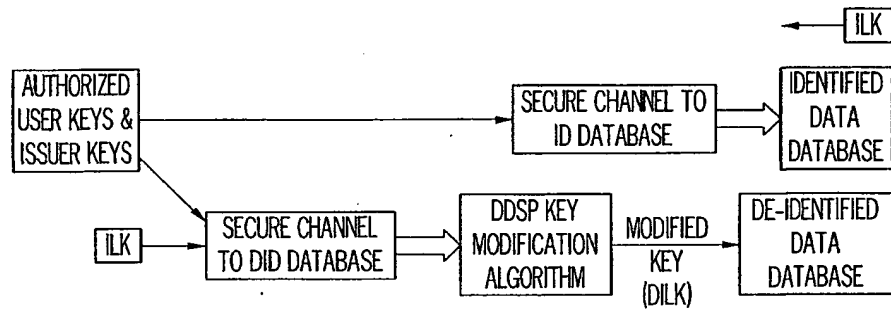 ILK
AUTHORIZED
USER KEYS &
ISSUER KEYS
SECURE CHANNEL TO
ID DATABASE
IDENTIFIED
DATA
DATABASE
ILK
SECURE CHANNEL
TO DID DATABASE
DDSP KEY
MODIFICATION
ALGORITHM
MODIFIED
KEY
(DILK)
DE-IDENTIFIED
DATA
DATABASE